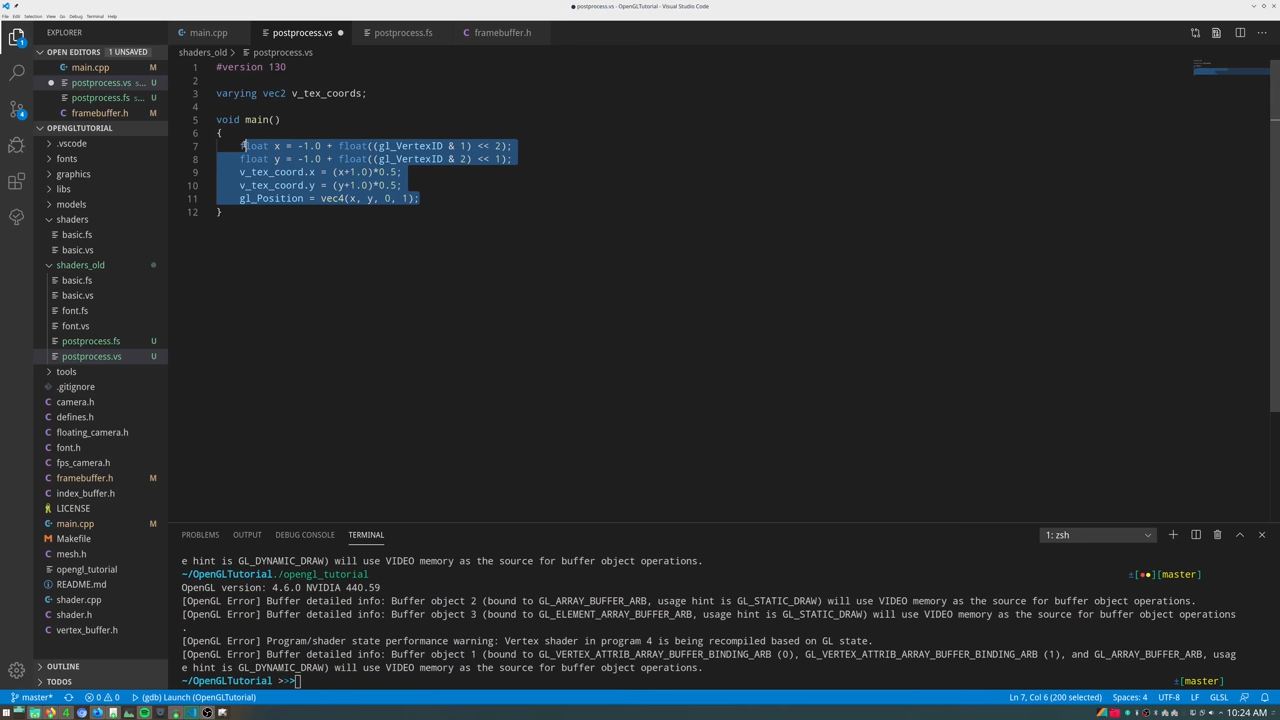 ● postprocess.vs - OpenGLTutorial - Visual Studio Code
File Edit Selection View Go Debug Terminal Help
EXPLORER
OPEN EDITORS 1 UNSAVED
main.cpp M
postprocess.vs s... U
postprocess.fs s... U
framebuffer.h M
OPENGLTUTORIAL
.vscode
fonts
graphics
libs
models
shaders
basic.fs
basic.vs
shaders_old
basic.fs
basic.vs
font.fs
font.vs
postprocess.fs U
postprocess.vs U
tools
.gitignore
camera.h
defines.h
floating_camera.h
font.h
fps_camera.h
framebuffer.h M
index_buffer.h
LICENSE
main.cpp M
Makefile
mesh.h
opengl_tutorial
README.md
shader.cpp
shader.h
vertex_buffer.h
OUTLINE
TODOS
main.cpp postprocess.vs ● postprocess.fs framebuffer.h
shaders_old > postprocess.vs
1 #version 130
2
3 varying vec2 v_tex_coords;
4
5 void main()
6 {
7 float x = -1.0 + float((gl_VertexID & 1) << 2);
8 float y = -1.0 + float((gl_VertexID & 2) << 1);
9 v_tex_coord.x = (x+1.0)*0.5;
10 v_tex_coord.y = (y+1.0)*0.5;
11 gl_Position = vec4(x, y, 0, 1);
12 }
PROBLEMS OUTPUT DEBUG CONSOLE TERMINAL 1: zsh
e hint is GL_DYNAMIC_DRAW) will use VIDEO memory as the source for buffer object operations.
~/OpenGLTutorial./opengl_tutorial ±[●●][master]
OpenGL version: 4.6.0 NVIDIA 440.59
[OpenGL Error] Buffer detailed info: Buffer object 2 (bound to GL_ARRAY_BUFFER_ARB, usage hint is GL_STATIC_DRAW) will use VIDEO memory as the source for buffer object operations.
[OpenGL Error] Buffer detailed info: Buffer object 3 (bound to GL_ELEMENT_ARRAY_BUFFER_ARB, usage hint is GL_STATIC_DRAW) will use VIDEO memory as the source for buffer object operations
.
[OpenGL Error] Program/shader state performance warning: Vertex shader in program 4 is being recompiled based on GL state.
[OpenGL Error] Buffer detailed info: Buffer object 1 (bound to GL_VERTEX_ATTRIB_ARRAY_BUFFER_BINDING_ARB (0), GL_VERTEX_ATTRIB_ARRAY_BUFFER_BINDING_ARB (1), and GL_ARRAY_BUFFER_ARB, usag
e hint is GL_DYNAMIC_DRAW) will use VIDEO memory as the source for buffer object operations.
~/OpenGLTutorial >>> ±[master]
master* 0 0 (gdb) Launch (OpenGLTutorial) Ln 7, Col 6 (200 selected) Spaces: 4 UTF-8 LF GLSL
10:24 AM